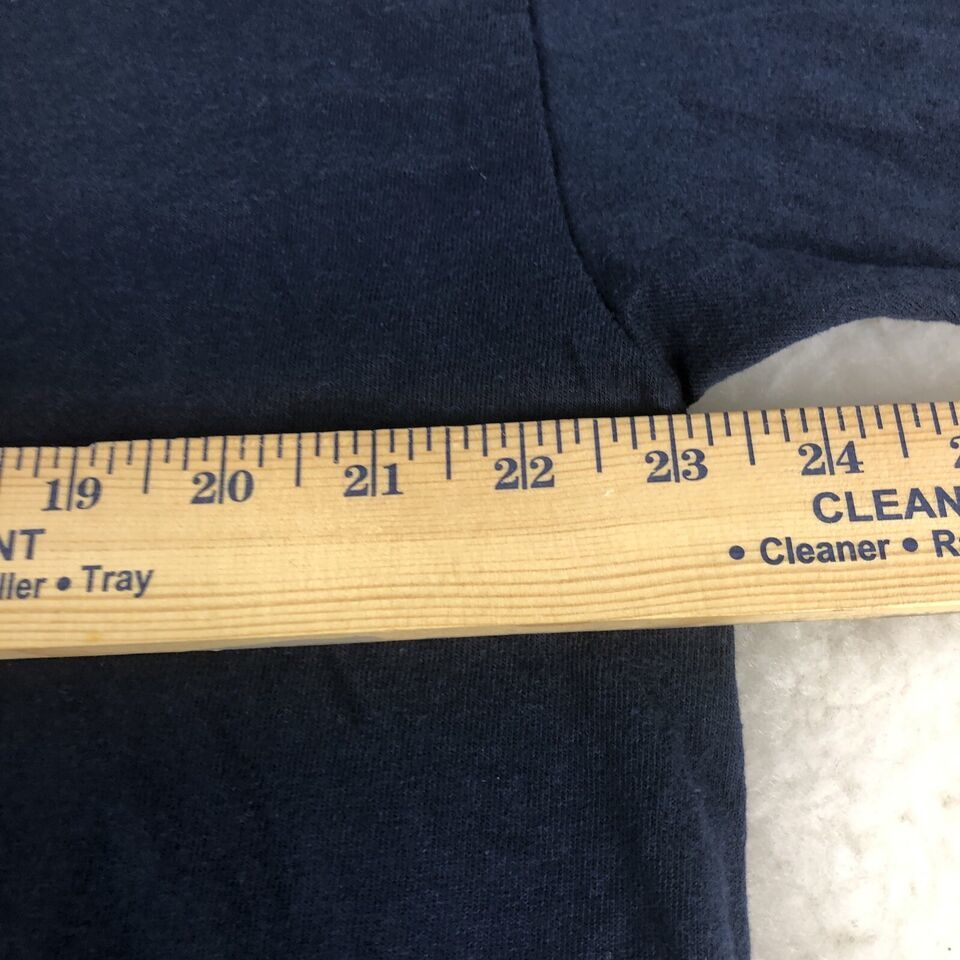 19 20 21 22 23 24
NT CLEAN
ller • Tray • Cleaner • R